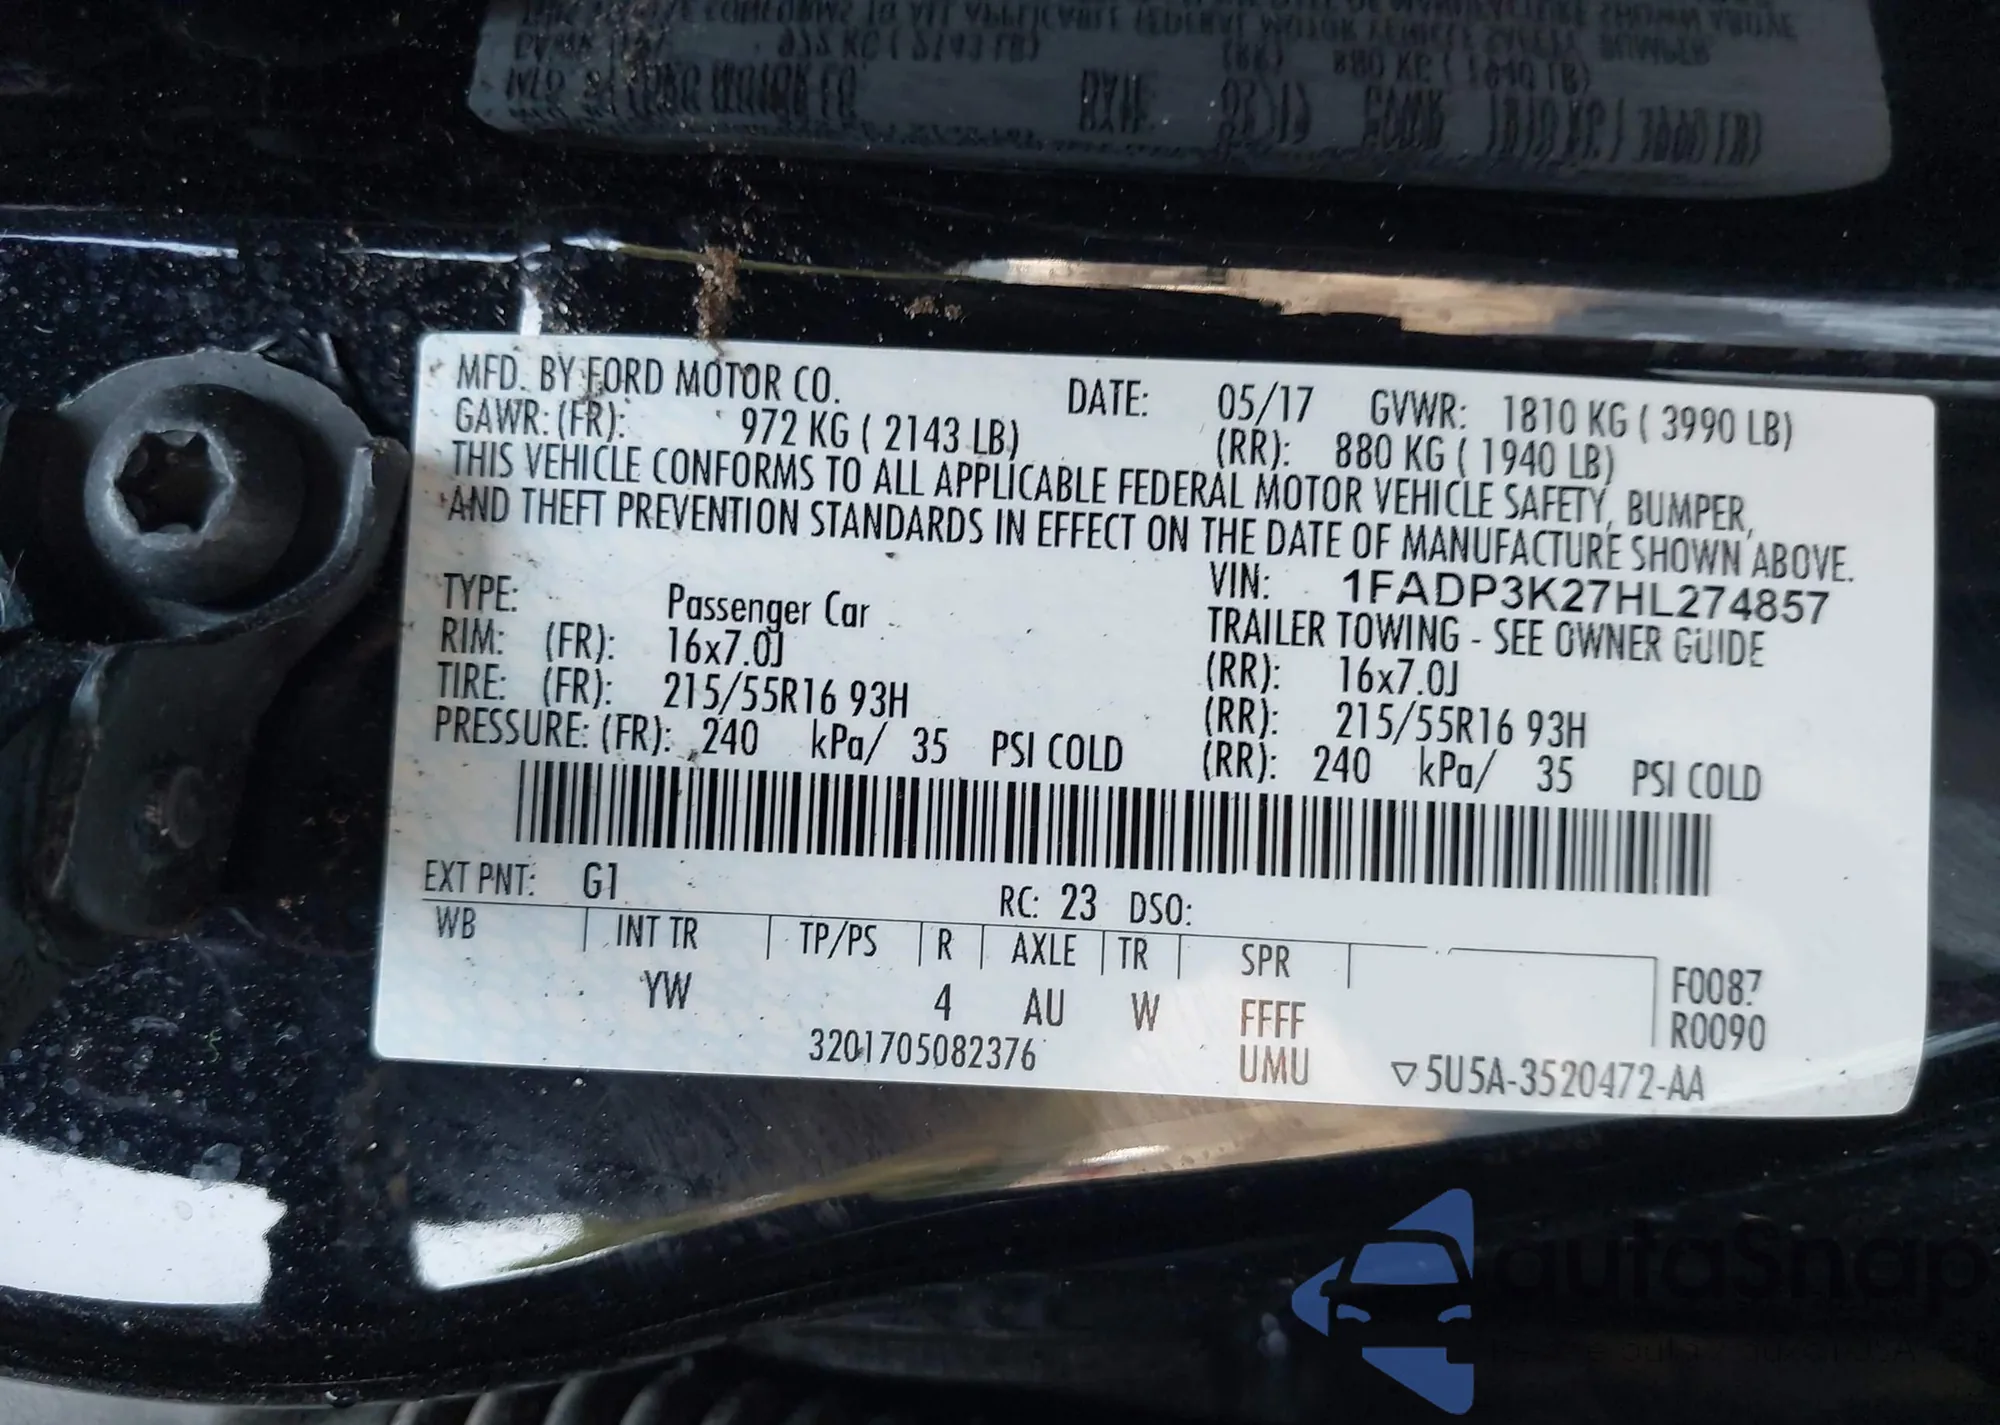 MFD. BY FORD MOTOR CO. DATE: 05/17 GVWR: 1810 KG ( 3990 LB)
GAWR: (FR): 972 KG ( 2143 LB) (RR): 880 KG ( 1940 LB)
THIS VEHICLE CONFORMS TO ALL APPLICABLE FEDERAL MOTOR VEHICLE SAFETY, BUMPER,
AND THEFT PREVENTION STANDARDS IN EFFECT ON THE DATE OF MANUFACTURE SHOWN ABOVE.
VIN: 1FADP3K27HL274857
TYPE: Passenger Car TRAILER TOWING - SEE OWNER GUIDE
RIM: (FR): 16x7.0J (RR): 16x7.0J
TIRE: (FR): 215/55R16 93H (RR): 215/55R16 93H
PRESSURE: (FR): 240 kPa/ 35 PSI COLD (RR): 240 kPa/ 35 PSI COLD
EXT PNT: G1 RC: 23 DSO:
WB INT TR TP/PS R AXLE TR SPR
YW 4 AU W FFFF F0087
R0090
3201705082376 UMU ▽5U5A-3520472-AA
autoSnap